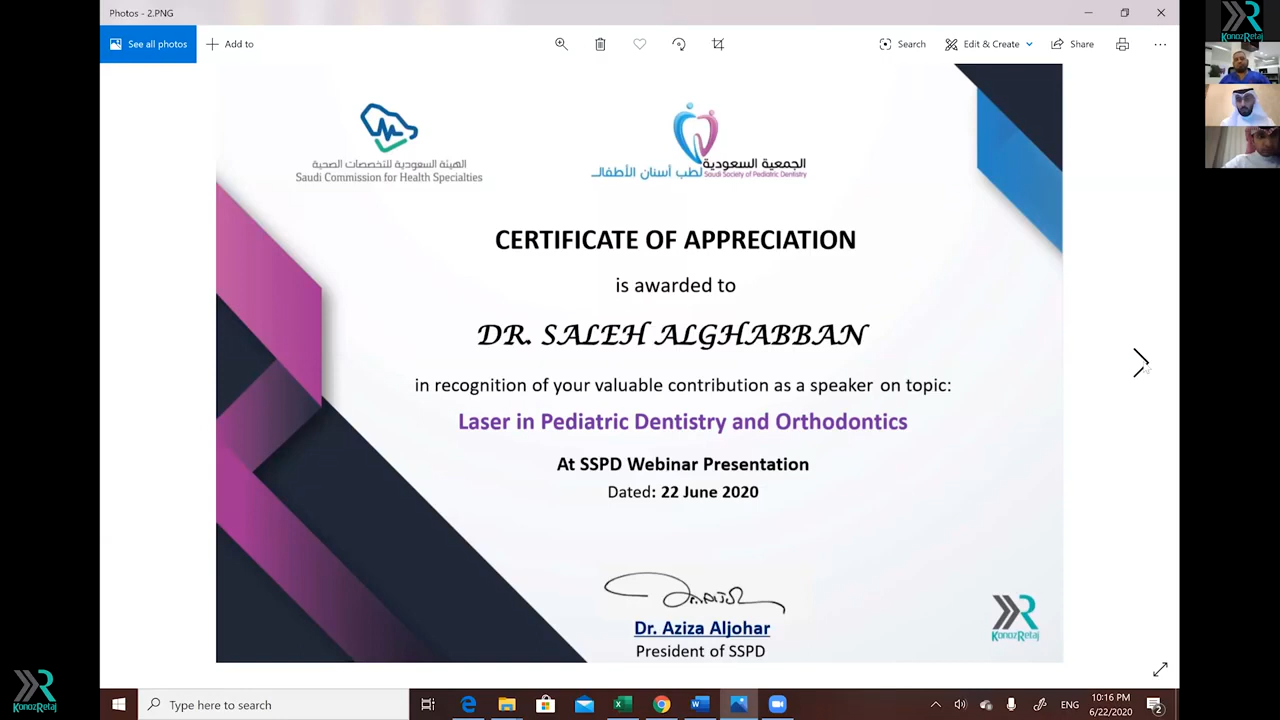 Photos - 2.PNG
See all photos
Add to
Search
Edit & Create
Share
KonozRetaj
الهيئة السعودية للتخصصات الصحية
Saudi Commission for Health Specialties
الجمعية السعودية
لطب أسنان الأطفال
Saudi Society of Pediatric Dentistry
CERTIFICATE OF APPRECIATION
is awarded to
DR. SALEH ALGHABBAN
in recognition of your valuable contribution as a speaker on topic:
Laser in Pediatric Dentistry and Orthodontics
At SSPD Webinar Presentation
Dated: 22 June 2020
Dr. Aziza Aljohar
President of SSPD
KonozRetaj
KonozRetaj
Type here to search
ENG
10:16 PM
6/22/2020
2